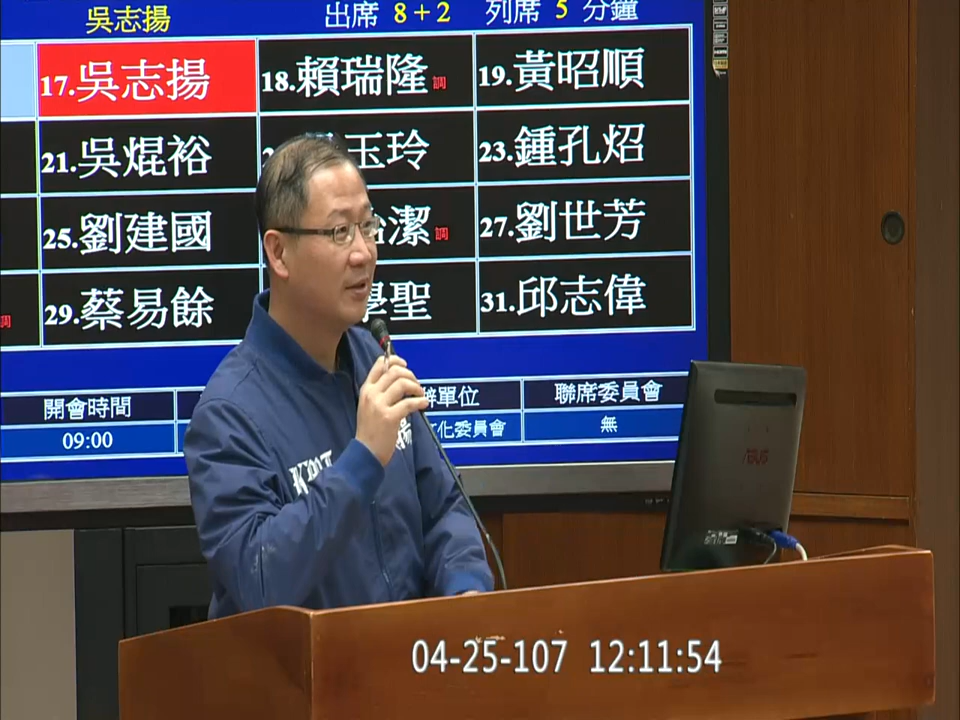 吳志揚 出席 8+2 列席 5 分鐘
17.吳志揚 18.賴瑞隆調 19.黃昭順
21.吳焜裕 玉玲 23.鍾孔炤
25.劉建國 潔調 27.劉世芳
調 29.蔡易餘 學聖 31.邱志偉
開會時間 辦單位 聯席委員會
09:00 文化委員會 無
ASUS
04-25-107 12:11:54